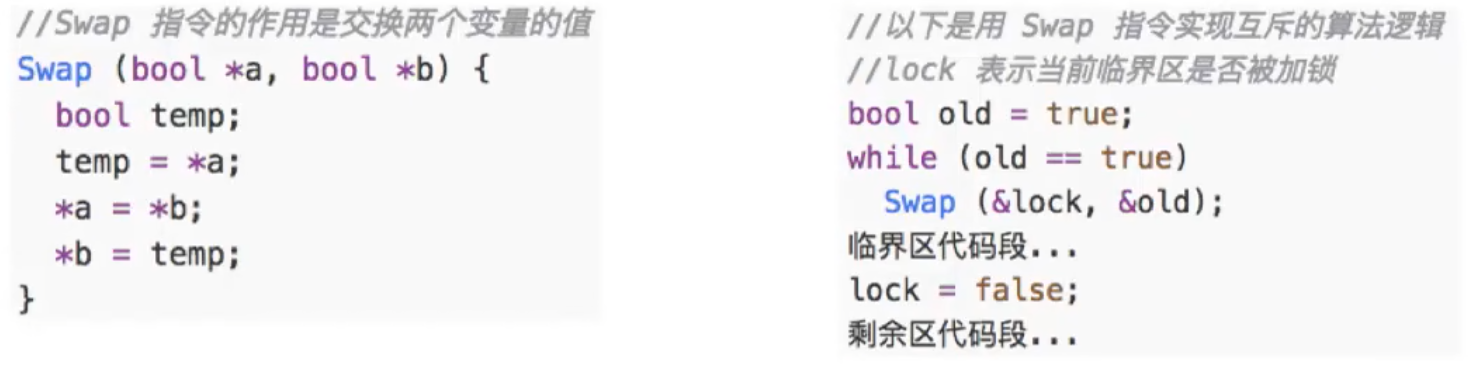 //Swap 指令的作用是交换两个变量的值
Swap (bool *a, bool *b) {
  bool temp;
  temp = *a;
  *a = *b;
  *b = temp;
}
//以下是用 Swap 指令实现互斥的算法逻辑
//lock 表示当前临界区是否被加锁
bool old = true;
while (old == true)
  Swap (&lock, &old);
临界区代码段...
lock = false;
剩余区代码段...